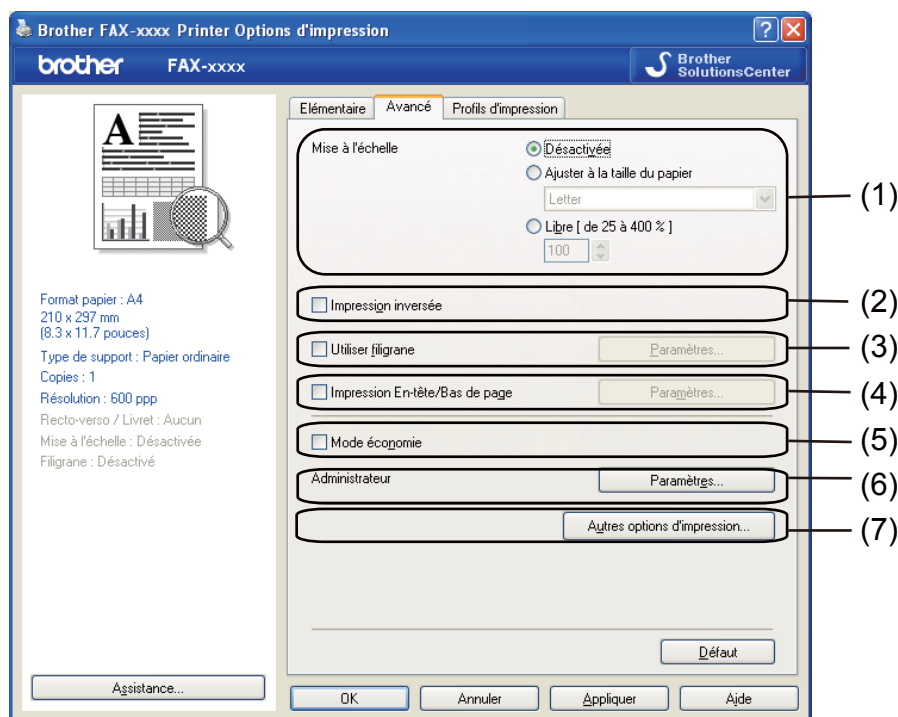 Brother FAX-xxxx Printer Options d'impression
brother FAX-xxxx
Brother
SolutionsCenter
A
Format papier : A4
210 x 297 mm
(8.3 x 11.7 pouces)
Type de support : Papier ordinaire
Copies : 1
Résolution : 600 ppp
Recto-verso / Livret : Aucun
Mise à l'échelle : Désactivée
Filigrane : Désactivé
Assistance...
Elémentaire Avancé Profils d'impression
Mise à l'échelle
Désactivée
Ajuster à la taille du papier
Letter
Libre [ de 25 à 400 % ]
100
(1)
Impression inversée (2)
Utiliser filigrane Paramètres... (3)
Impression En-tête/Bas de page Paramètres... (4)
Mode économie (5)
Administrateur Paramètres... (6)
Autres options d'impression... (7)
Défaut
OK Annuler Appliquer Aide